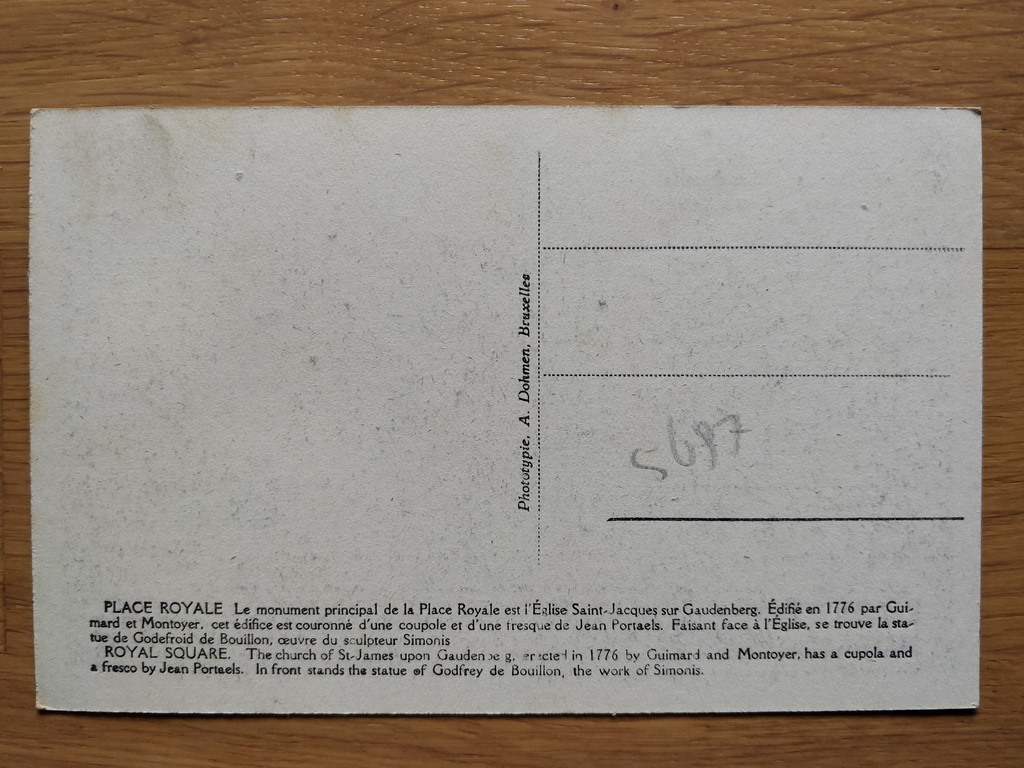 Phototypie. A. Dohmen, Bruxelles
5697
PLACE ROYALE Le monument principal de la Place Royale est l'Église Saint-Jacques sur Gaudenberg. Édifié en 1776 par Gui-
mard et Montoyer, cet édifice est couronné d'une coupole et d'une fresque de Jean Portaels. Faisant face à l'Église, se trouve la sta-
tue de Godefroid de Bouillon, œuvre du sculpteur Simonis
ROYAL SQUARE. The church of St-James upon Gaudenbe g, erected in 1776 by Guimard and Montoyer, has a cupola and
a fresco by Jean Portaels. In front stands the statue of Godfrey de Bouillon, the work of Simonis.